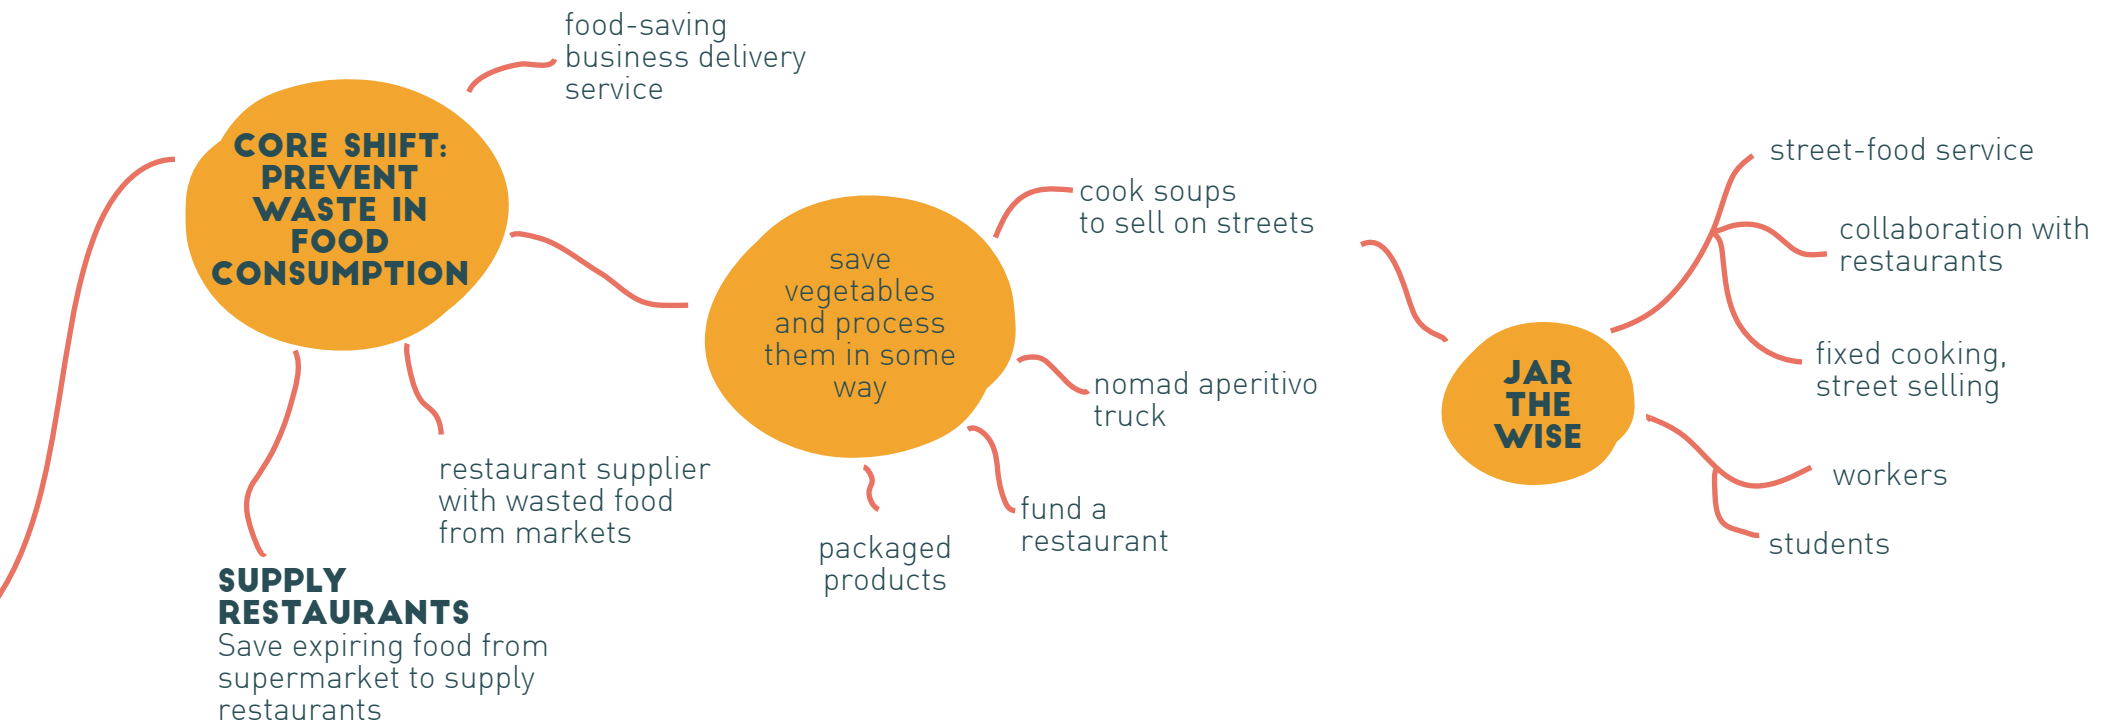 food-saving
business delivery
service
CORE SHIFT:
PREVENT
WASTE IN
FOOD
CONSUMPTION
restaurant supplier
with wasted food
from markets
SUPPLY
RESTAURANTS
Save expiring food from
supermarket to supply
restaurants
save
vegetables
and process
them in some
way
cook soups
to sell on streets
nomad aperitivo
truck
fund a
restaurant
packaged
products
JAR
THE
WISE
street-food service
collaboration with
restaurants
fixed cooking,
street selling
workers
students